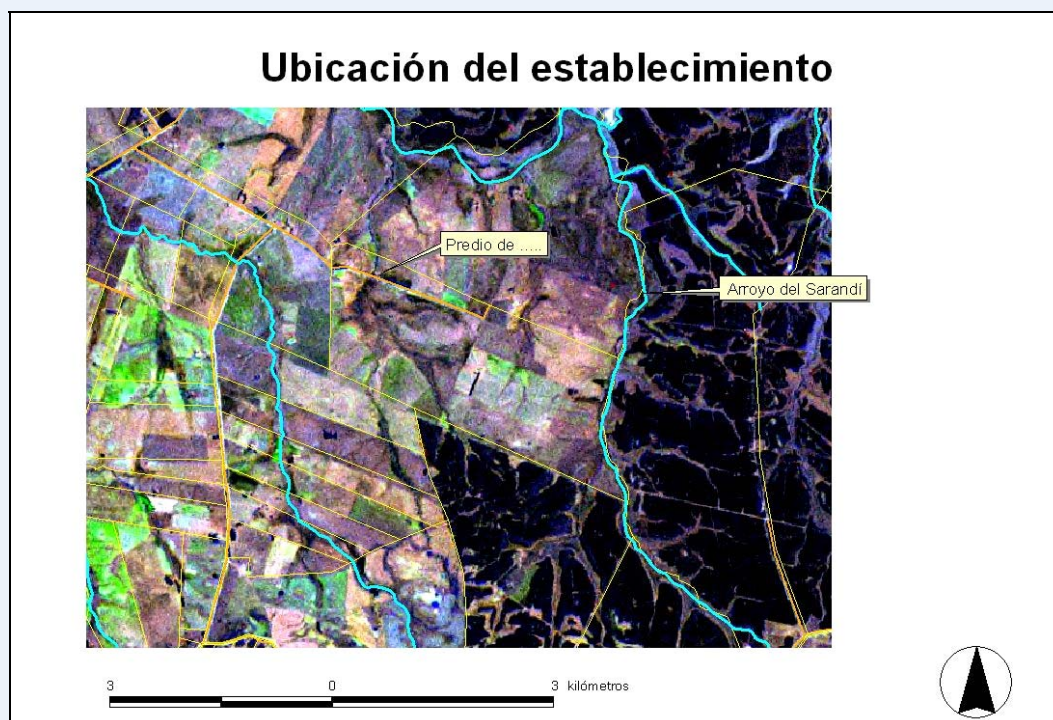 Ubicación del establecimiento
Predio de .....
Arroyo del Sarandí
3 0 3 kilómetros